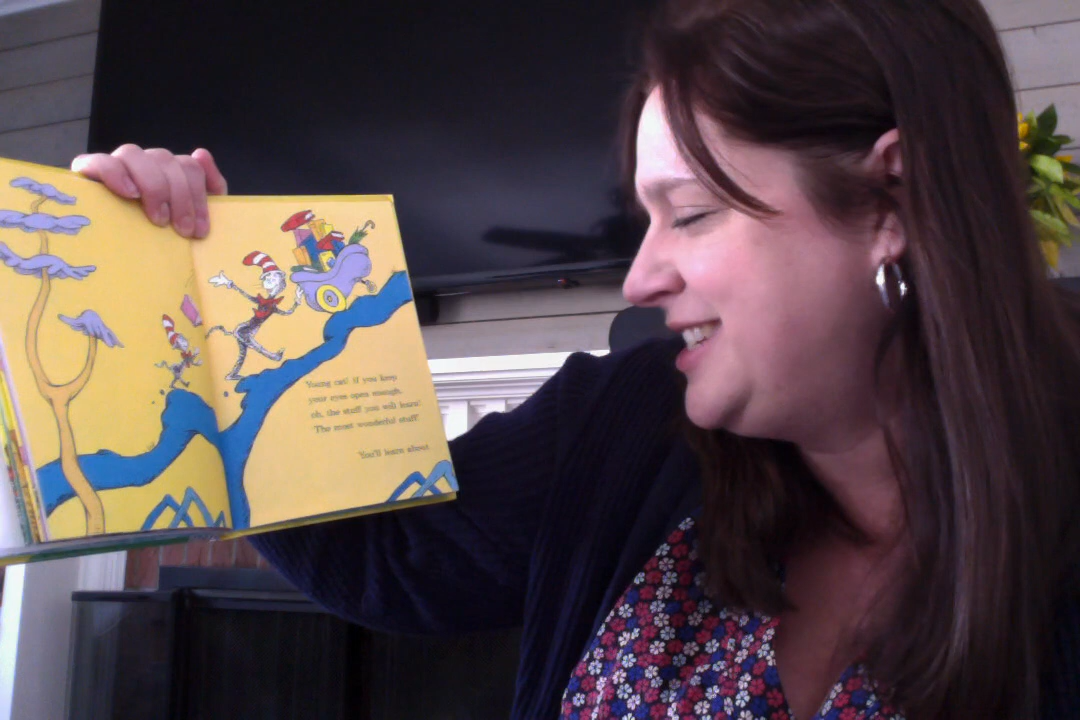 Young cat! if you keep
your eyes open enough,
oh, the stuff you will learn!
The most wonderful stuff!
You'll learn about